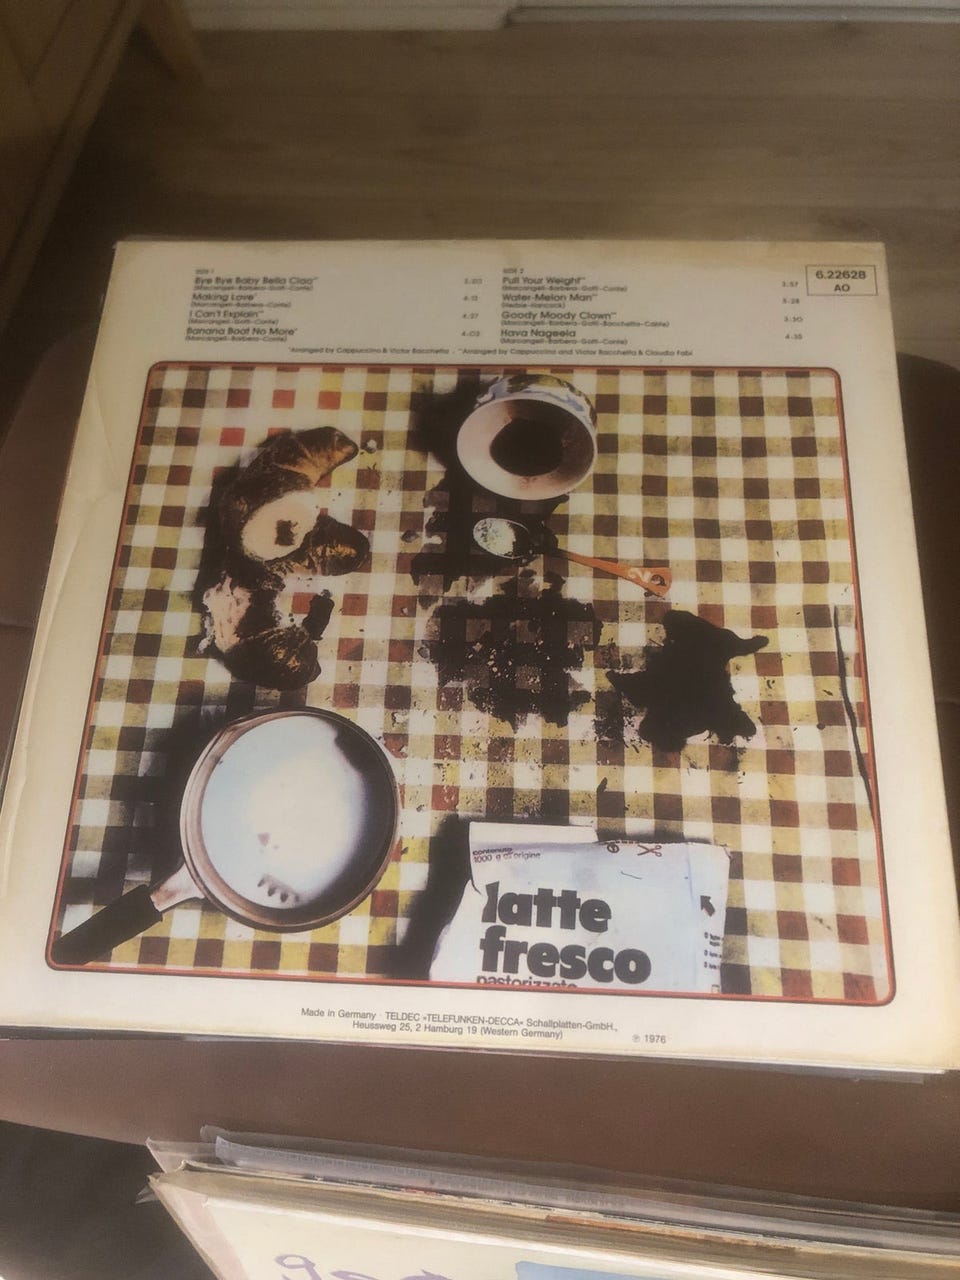 SIDE 1
Bye Bye Baby Bella Ciao** 5:00
(Marcangeli-Barbera-Gatti-Conte)
Making Love* 4:12
(Marcangeli-Barbera-Conte)
I Can't Explain** 4:27
(Marcangeli-Barbera-Gatti-Conte)
Banana Boat No More* 4:02
(Marcangeli-Barbera-Conte)
SIDE 2
Pull Your Weight** 3:57
(Marcangeli-Barbera-Gatti-Conte)
Water-Melon Man** 5:28
(Herbie-Hancock)
Goody Moody Clown** 3:30
(Marcangeli-Barbera-Gatti-Bacchetta-Conte)
Hava Nageela 4:35
(Marcangeli-Barbera-Gatti-Conte)
*Arranged by Cappuccino & Victor Bacchetta · **Arranged by Cappuccino and Victor Bacchetta & Claudio Fabi
6.22628
AO
contenuto
1000 g origine
latte
fresco
pastorizzato
Made in Germany · TELDEC »TELEFUNKEN-DECCA« Schallplatten-GmbH.,
Heussweg 25, 2 Hamburg 19 (Western Germany)
℗ 1976